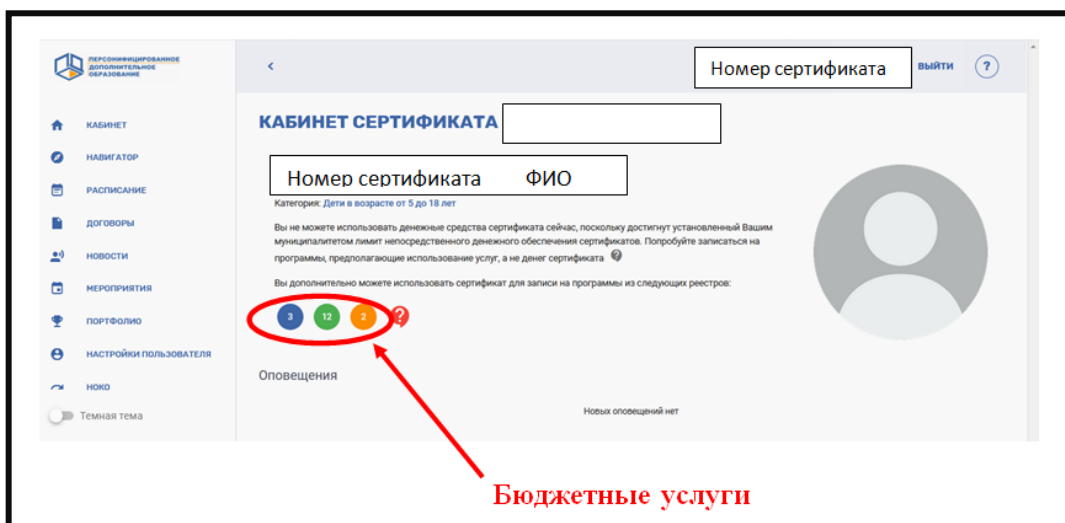 ПЕРСОНИФИЦИРОВАННОЕ
ДОПОЛНИТЕЛЬНОЕ
ОБРАЗОВАНИЕ
<
Номер сертификата
ВЫЙТИ
?
КАБИНЕТ
НАВИГАТОР
РАСПИСАНИЕ
ДОГОВОРЫ
НОВОСТИ
МЕРОПРИЯТИЯ
ПОРТФОЛИО
НАСТРОЙКИ ПОЛЬЗОВАТЕЛЯ
НОКО
Темная тема
КАБИНЕТ СЕРТИФИКАТА
Номер сертификата ФИО
Категория: Дети в возрасте от 5 до 18 лет
Вы не можете использовать денежные средства сертификата сейчас, поскольку достигнут установленный Вашим
муниципалитетом лимит непосредственного денежного обеспечения сертификатов. Попробуйте записаться на
программы, предполагающие использование услуг, а не денег сертификата ?
Вы дополнительно можете использовать сертификат для записи на программы из следующих реестров:
3 12 2 ?
Оповещения
Новых оповещений нет
Бюджетные услуги